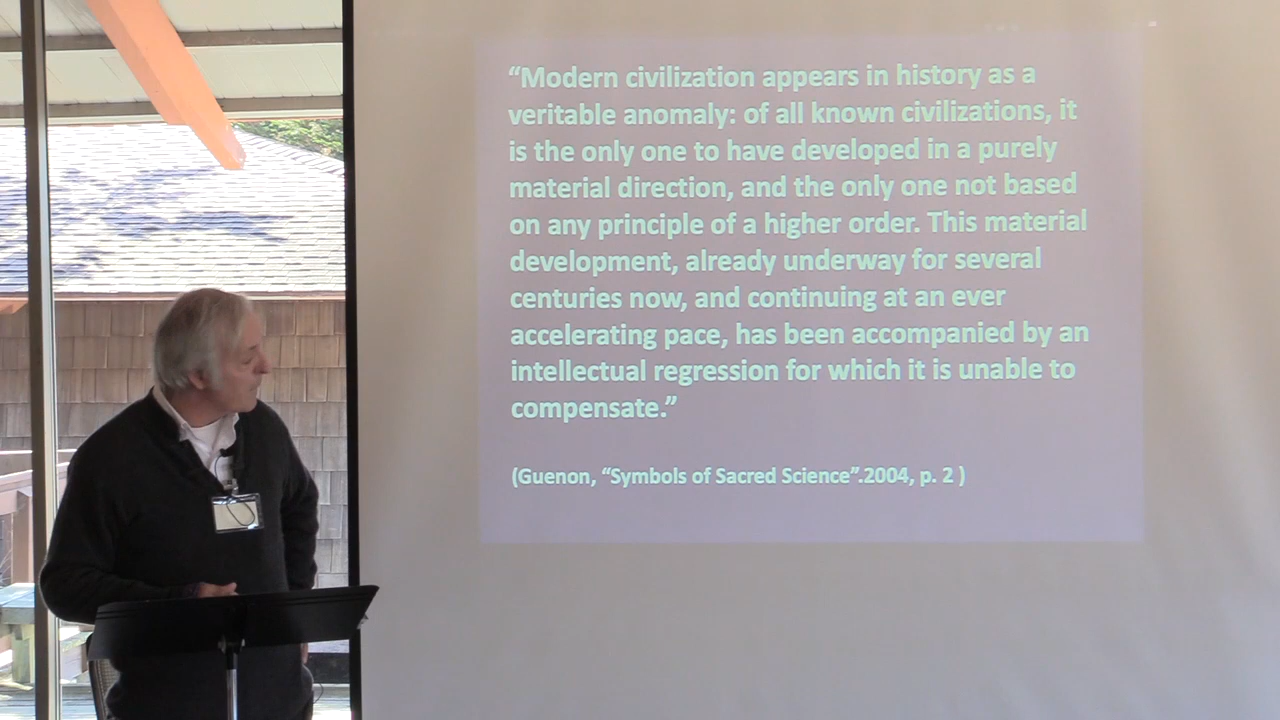 “Modern civilization appears in history as a
veritable anomaly: of all known civilizations, it
is the only one to have developed in a purely
material direction, and the only one not based
on any principle of a higher order. This material
development, already underway for several
centuries now, and continuing at an ever
accelerating pace, has been accompanied by an
intellectual regression for which it is unable to
compensate.”
(Guenon, “Symbols of Sacred Science”.2004, p. 2 )